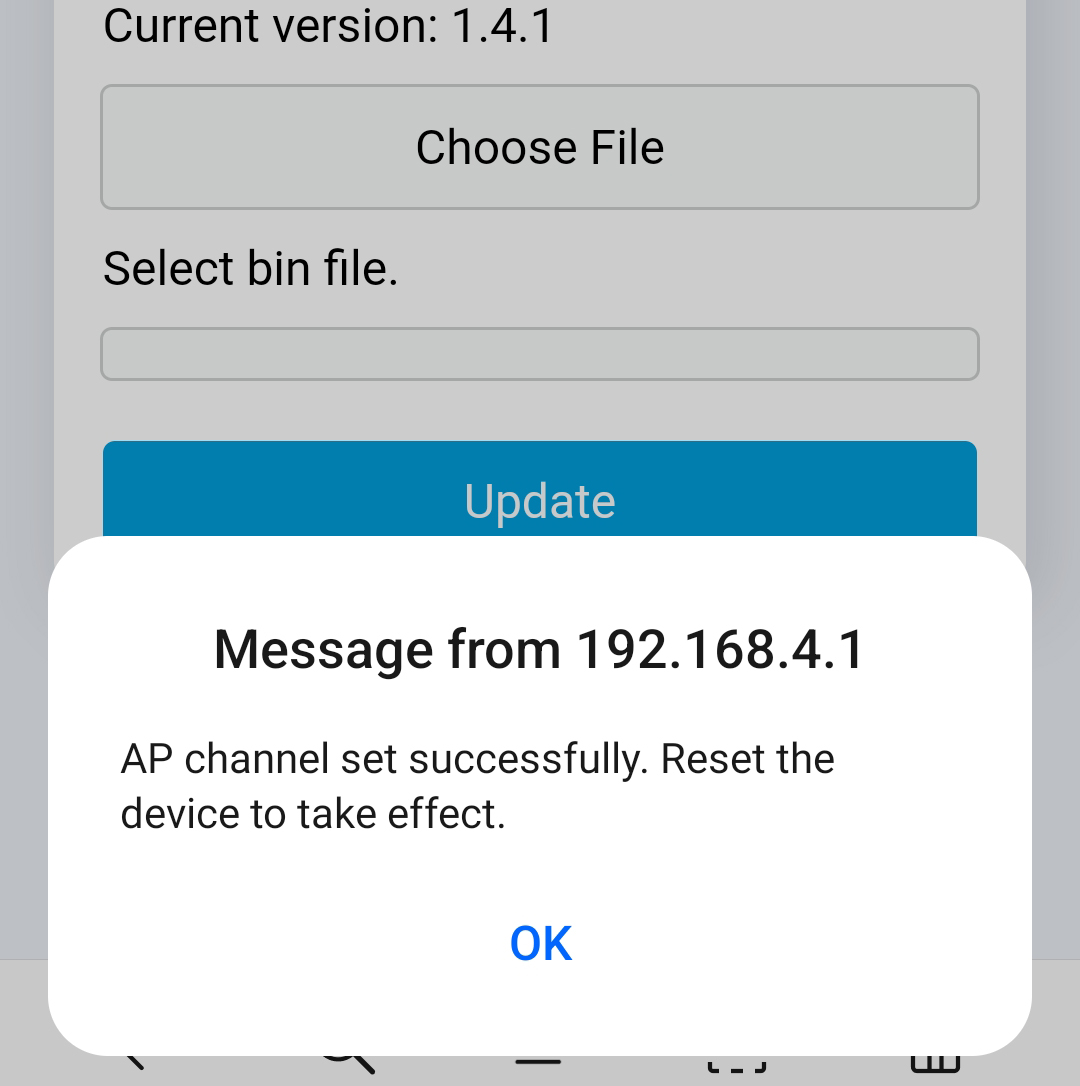 Current version: 1.4.1
Choose File
Select bin file.
Update
Message from 192.168.4.1
AP channel set successfully. Reset the
device to take effect.
OK